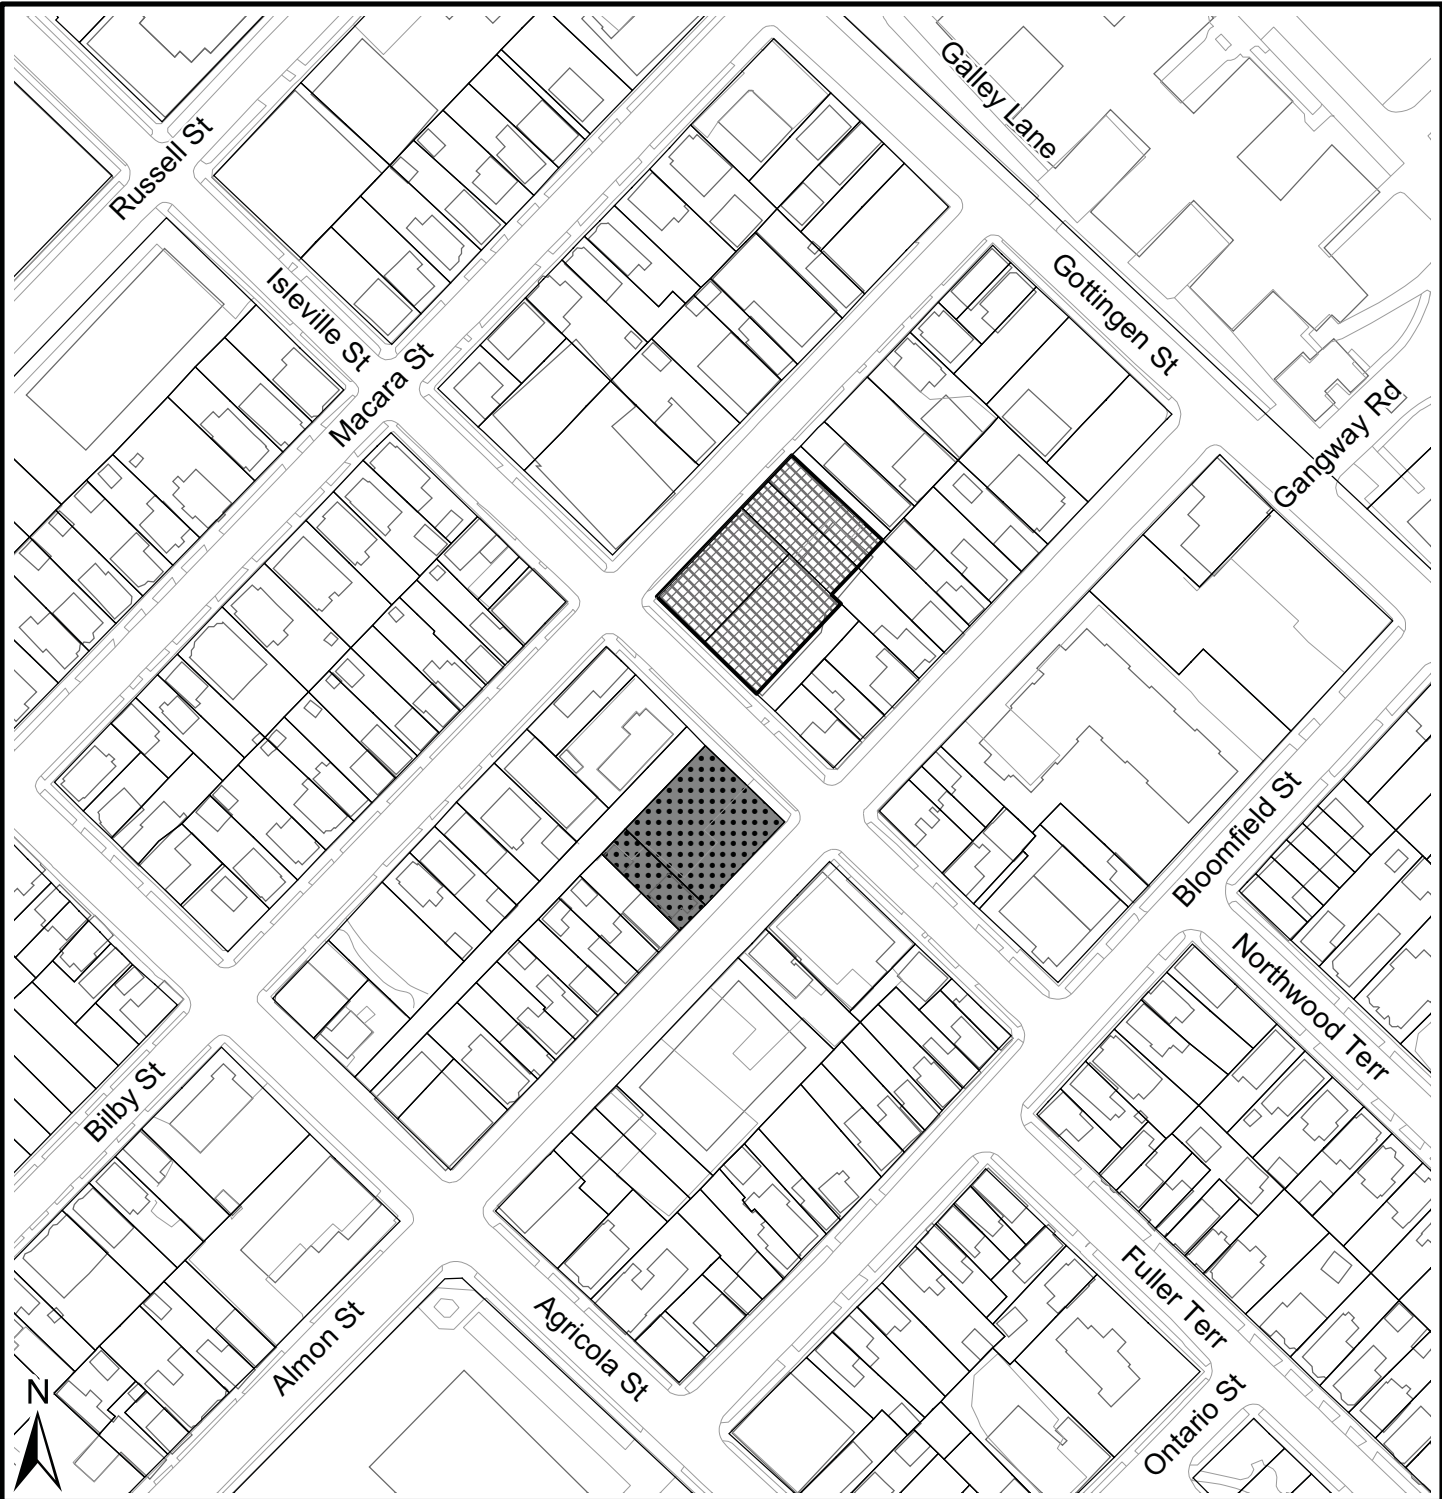 Galley Lane
Russell St
Isleville St
Gottingen St
Macara St
Gangway Rd
Bloomfield St
Northwood Terr
Bilby St
Fuller Terr
Almon St
Agricola St
Ontario St
N